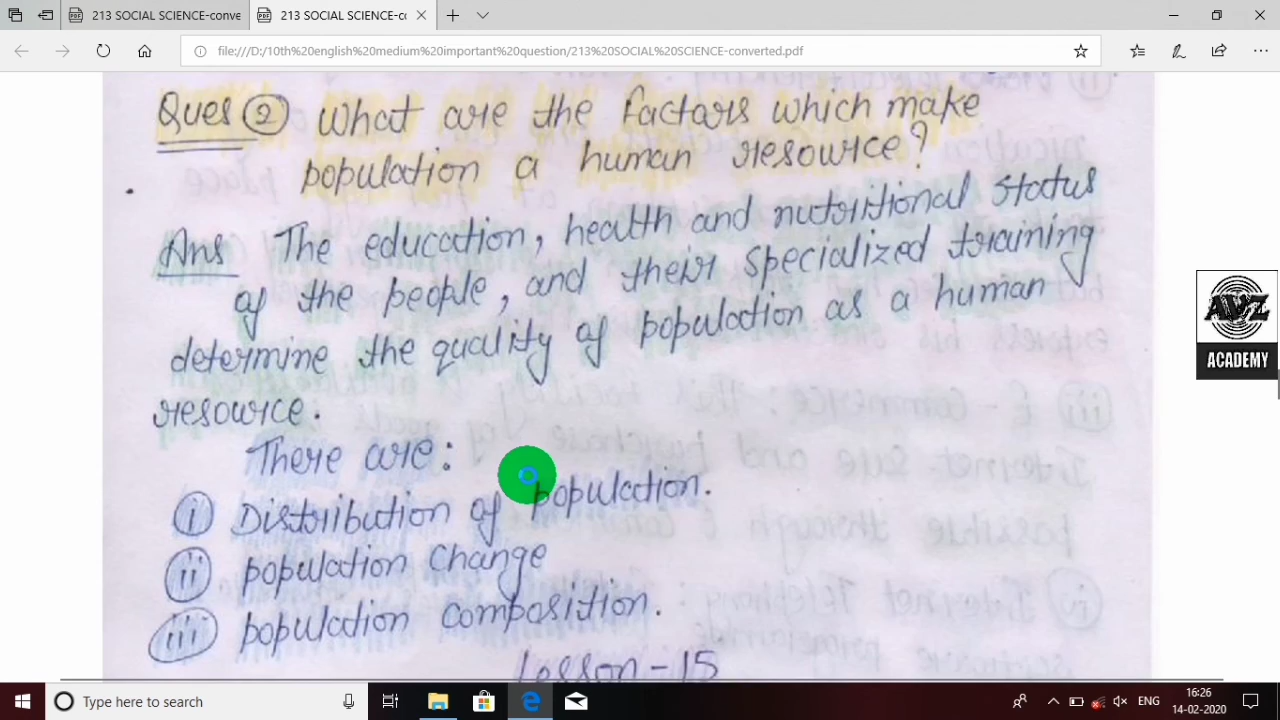 213 SOCIAL SCIENCE-conve
213 SOCIAL SCIENCE-cc
file:///D:/10th%20english%20medium%20important%20question/213%20SOCIAL%20SCIENCE-converted.pdf
Ques 2 What are the factors which make
population a human resource?
Ans The education, health and nutritional status
of the people, and their specialized training
determine the quality of population as a human
resource.
There are:
i Distribution of population.
ii population change
iii population composition.
Lesson-15
AWZ
ACADEMY
Type here to search
ENG
16:26
14-02-2020